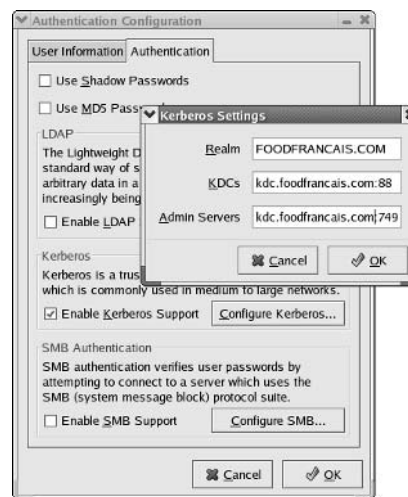 Authentication Configuration
User Information
Authentication
Use Shadow Passwords
Use MD5
Kerberos Settings
Realm
FOODFRANCAIS.COM
KDCs
kdc.foodfrancais.com:88
Admin Servers
kdc.foodfrancais.com:749
Cancel
OK
LDAP
The Lightweight
standard way of
arbitrary data in a
increasingly being
Enable LDAP
Kerberos
Kerberos is a
which is commonly used in medium to large networks.
Enable Kerberos Support
Configure Kerberos...
SMB Authentication
SMB authentication verifies user passwords by
attempting to connect to a server which uses the
SMB (system message block) protocol suite.
Enable SMB Support
Configure SMB...
Cancel
OK